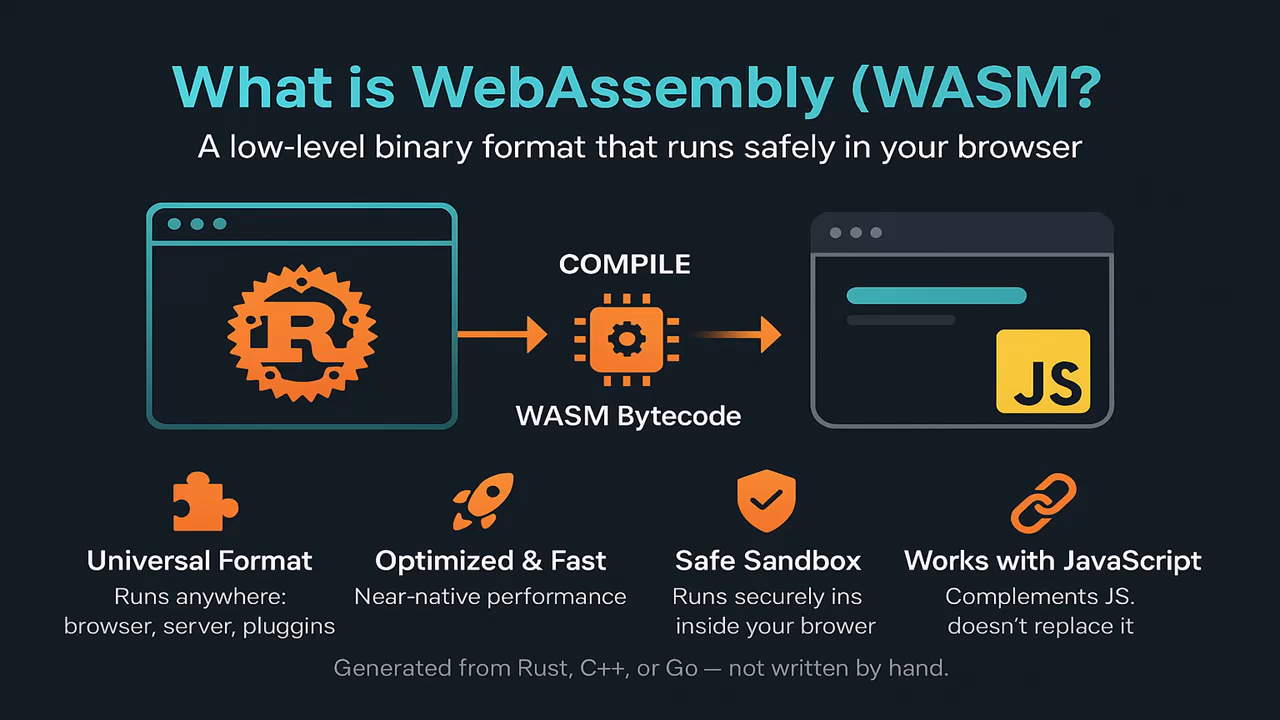 What is WebAssembly (WASM?
A low-level binary format that runs safely in your browser
R
COMPILE
WASM Bytecode
JS
Universal Format
Runs anywhere:
browser, server, pluggins
Optimized & Fast
Near-native performance
Safe Sandbox
Runs securely ins
inside your brower
Works with JavaScript
Complements JS.
doesn't replace it
Generated from Rust, C++, or Go — not written by hand.